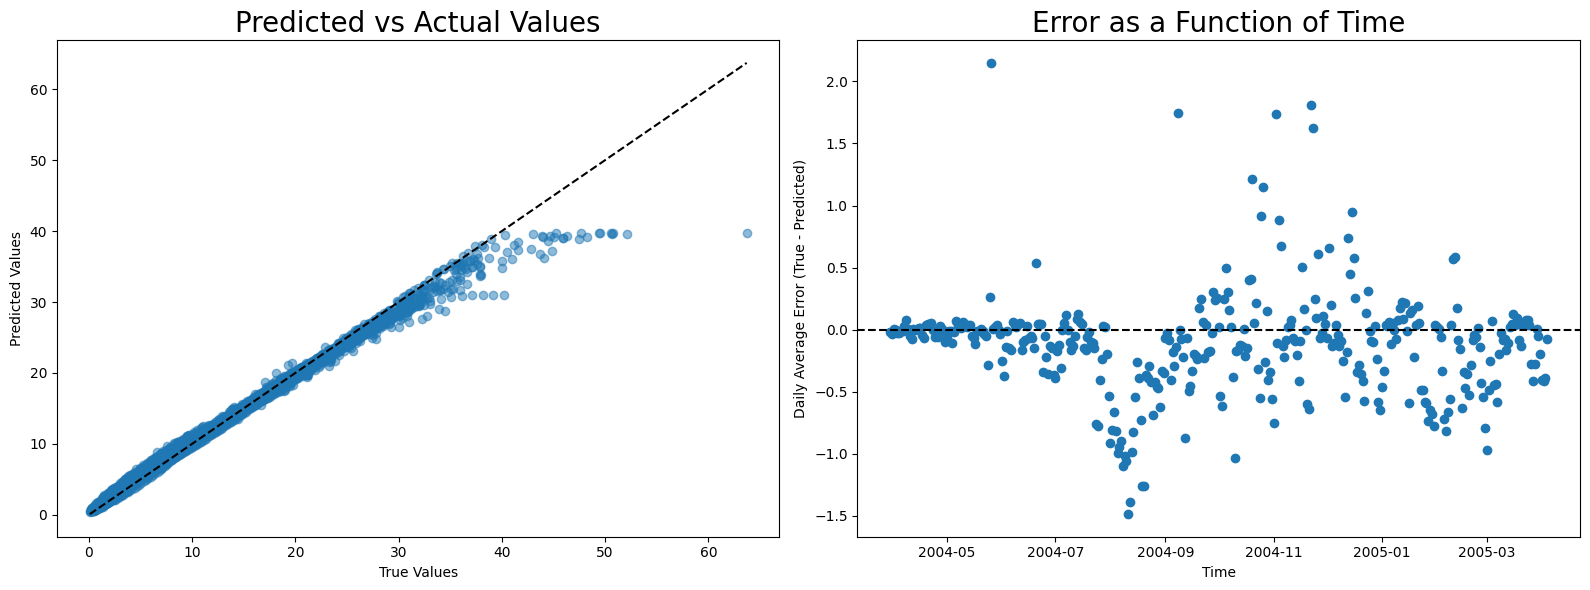 Predicted vs Actual Values
Predicted Values
60
50
40
30
20
10
0
0 10 20 30 40 50 60
True Values
Error as a Function of Time
Daily Average Error (True - Predicted)
2.0
1.5
1.0
0.5
0.0
−0.5
−1.0
−1.5
2004-05 2004-07 2004-09 2004-11 2005-01 2005-03
Time